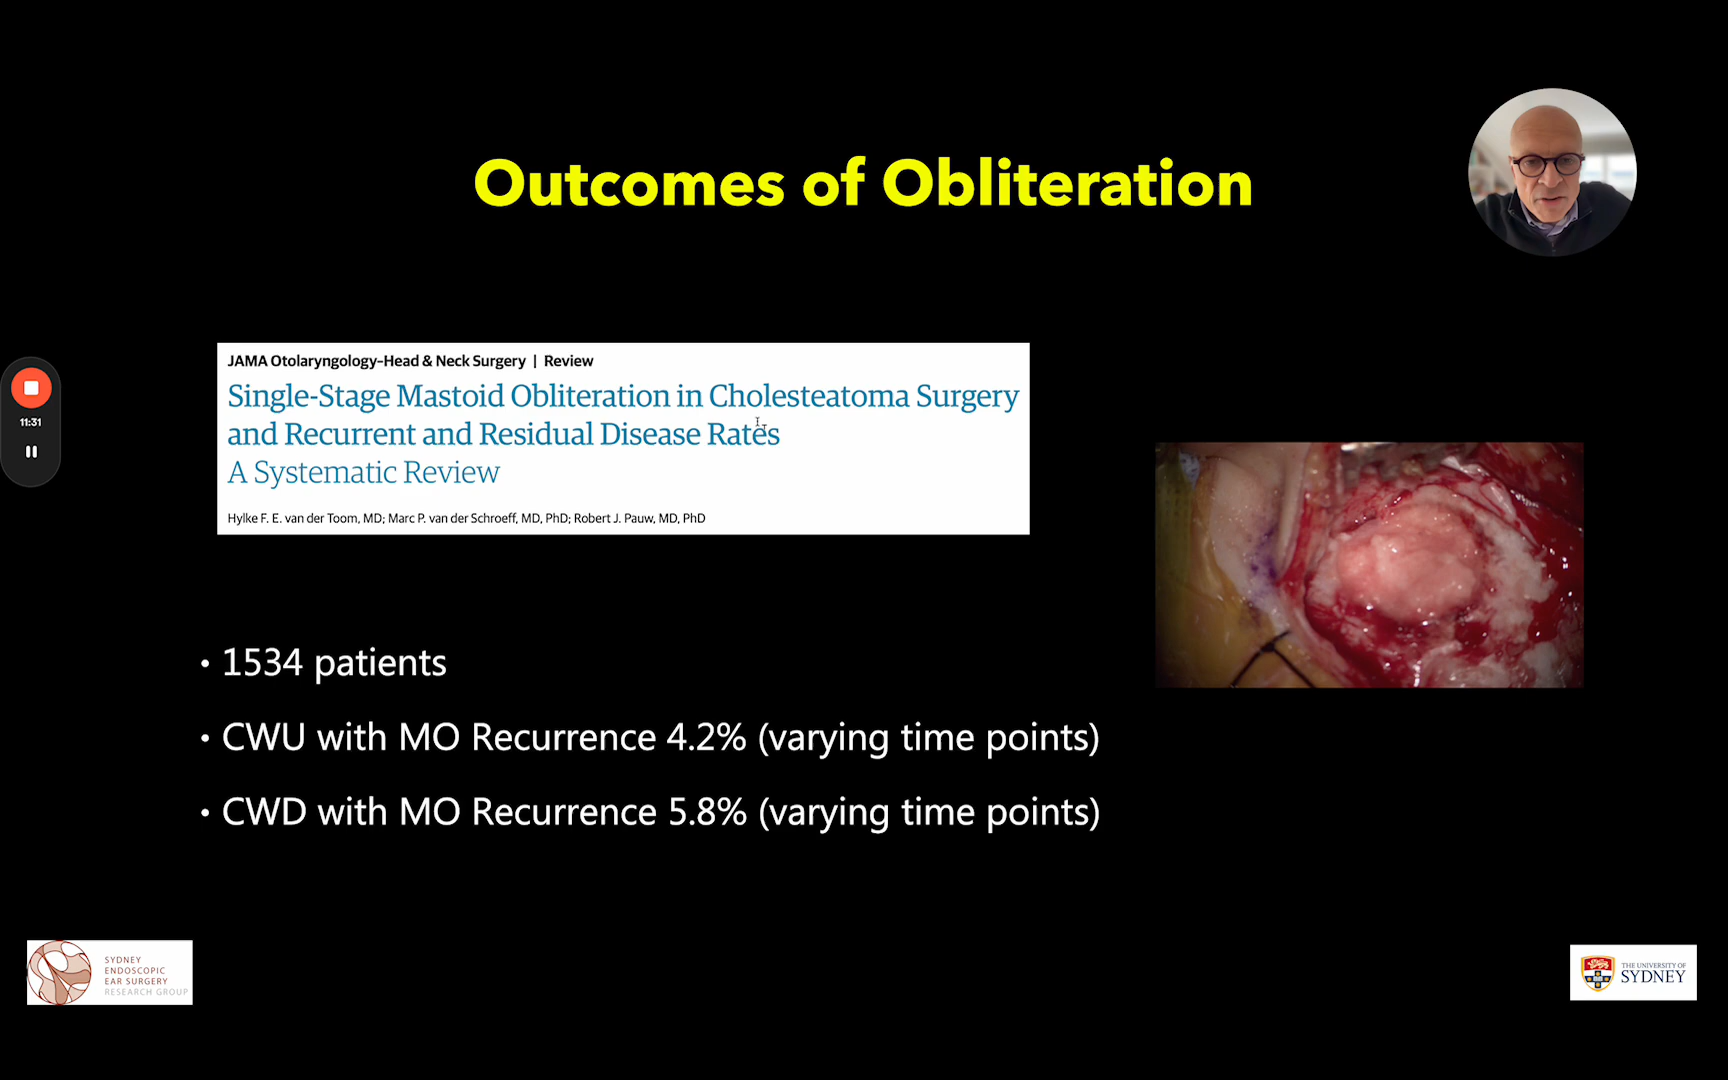 Outcomes of Obliteration
JAMA Otolaryngology-Head & Neck Surgery | Review
Single-Stage Mastoid Obliteration in Cholesteatoma Surgery
and Recurrent and Residual Disease Rates
A Systematic Review
Hylke F. E. van der Toom, MD; Marc P. van der Schroeff, MD, PhD; Robert J. Pauw, MD, PhD
11:31
• 1534 patients
• CWU with MO Recurrence 4.2% (varying time points)
• CWD with MO Recurrence 5.8% (varying time points)
SYDNEY
ENDOSCOPIC
EAR SURGERY
RESEARCH GROUP
THE UNIVERSITY OF
SYDNEY